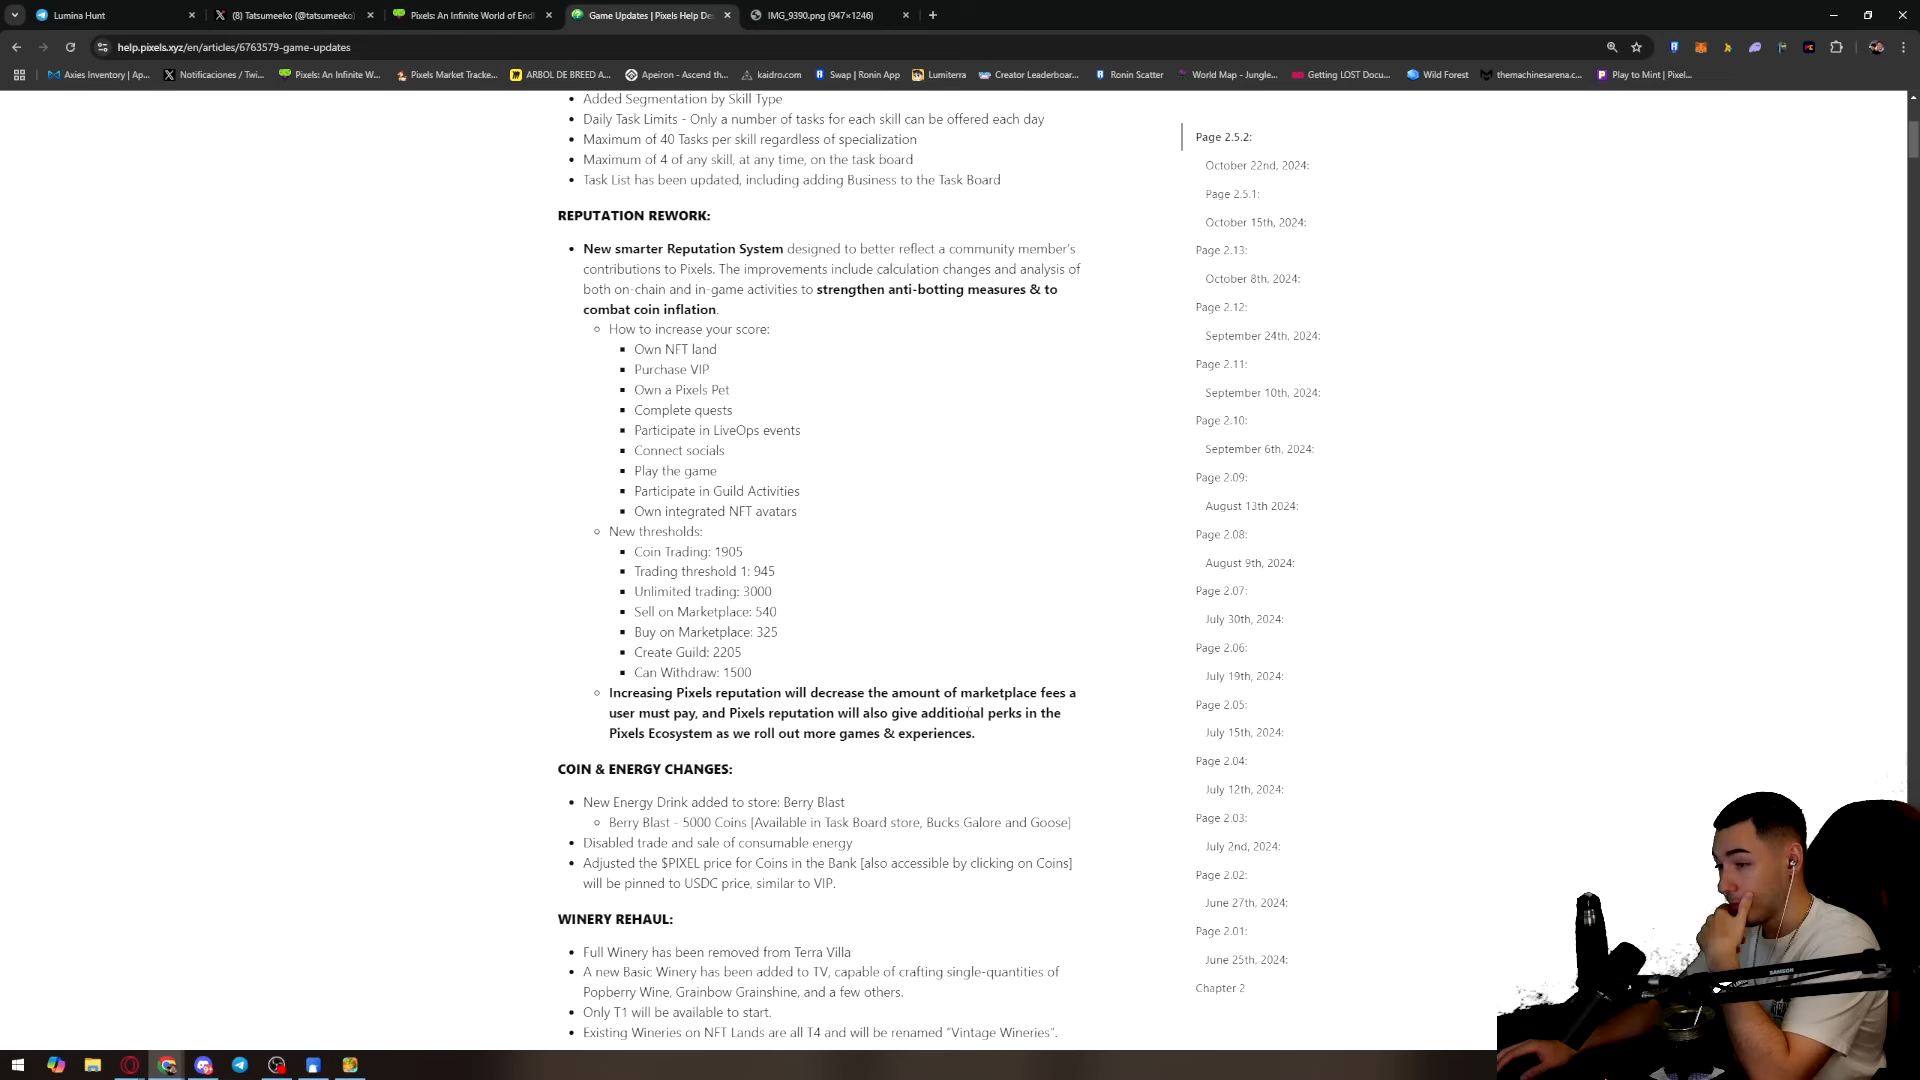 Lumina Hunt
(8) Tatsumeeko (@tatsumeeko)
Pixels: An Infinite World of Endl
Game Updates | Pixels Help De
IMG_9390.png (947×1246)
help.pixels.xyz/en/articles/6763579-game-updates
Axies Inventory | Ap...
Notificaciones / Twi...
Pixels: An Infinite W...
Pixels Market Tracke...
ARBOL DE BREED A...
Apeiron - Ascend th...
kaidro.com
Swap | Ronin App
Lumiterra
Creator Leaderboar...
Ronin Scatter
World Map - Jungle...
Getting LOST Docu...
Wild Forest
themachinesarena.c...
Play to Mint | Pixel...
• Added Segmentation by Skill Type
• Daily Task Limits - Only a number of tasks for each skill can be offered each day
• Maximum of 40 Tasks per skill regardless of specialization
• Maximum of 4 of any skill, at any time, on the task board
• Task List has been updated, including adding Business to the Task Board
REPUTATION REWORK:
• New smarter Reputation System designed to better reflect a community member's
contributions to Pixels. The improvements include calculation changes and analysis of
both on-chain and in-game activities to strengthen anti-botting measures & to
combat coin inflation.
How to increase your score:
Own NFT land
Purchase VIP
Own a Pixels Pet
Complete quests
Participate in LiveOps events
Connect socials
Play the game
Participate in Guild Activities
Own integrated NFT avatars
New thresholds:
Coin Trading: 1905
Trading threshold 1: 945
Unlimited trading: 3000
Sell on Marketplace: 540
Buy on Marketplace: 325
Create Guild: 2205
Can Withdraw: 1500
Increasing Pixels reputation will decrease the amount of marketplace fees a
user must pay, and Pixels reputation will also give additional perks in the
Pixels Ecosystem as we roll out more games & experiences.
COIN & ENERGY CHANGES:
• New Energy Drink added to store: Berry Blast
Berry Blast - 5000 Coins [Available in Task Board store, Bucks Galore and Goose]
• Disabled trade and sale of consumable energy
• Adjusted the $PIXEL price for Coins in the Bank [also accessible by clicking on Coins]
will be pinned to USDC price, similar to VIP.
WINERY REHAUL:
• Full Winery has been removed from Terra Villa
• A new Basic Winery has been added to TV, capable of crafting single-quantities of
Popberry Wine, Grainbow Grainshine, and a few others.
• Only T1 will be available to start.
• Existing Wineries on NFT Lands are all T4 and will be renamed "Vintage Wineries".
Page 2.5.2:
October 22nd, 2024:
Page 2.5.1:
October 15th, 2024:
Page 2.13:
October 8th, 2024:
Page 2.12:
September 24th, 2024:
Page 2.11:
September 10th, 2024:
Page 2.10:
September 6th, 2024:
Page 2.09:
August 13th 2024:
Page 2.08:
August 9th, 2024:
Page 2.07:
July 30th, 2024:
Page 2.06:
July 19th, 2024:
Page 2.05:
July 15th, 2024:
Page 2.04:
July 12th, 2024:
Page 2.03:
July 2nd, 2024:
Page 2.02:
June 27th, 2024:
Page 2.01:
June 25th, 2024:
Chapter 2
SAMSON